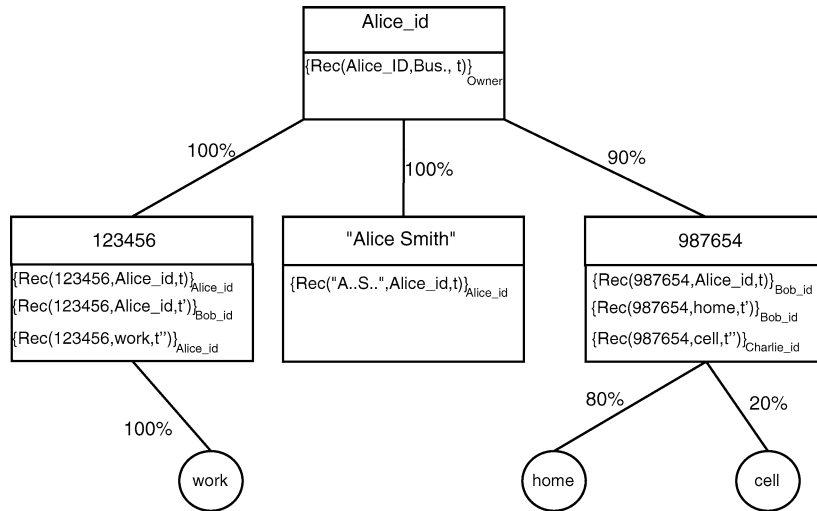 Alice_id
{Rec(Alice_ID,Bus., t)}Owner
100%
100%
90%
123456
{Rec(123456,Alice_id,t)}Alice_id
{Rec(123456,Alice_id,t')}Bob_id
{Rec(123456,work,t'')}Alice_id
"Alice Smith"
{Rec("A..S..",Alice_id,t)}Alice_id
987654
{Rec(987654,Alice_id,t)}Bob_id
{Rec(987654,home,t')}Bob_id
{Rec(987654,cell,t'')}Charlie_id
100%
80%
20%
work
home
cell